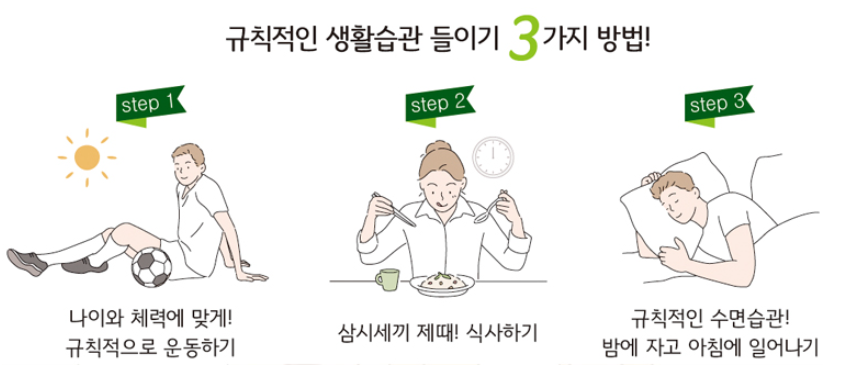 규칙적인 생활습관 들이기 3가지 방법!
step 1
step 2
step 3
나이와 체력에 맞게!
규칙적으로 운동하기
삼시세끼 제때! 식사하기
규칙적인 수면습관!
밤에 자고 아침에 일어나기